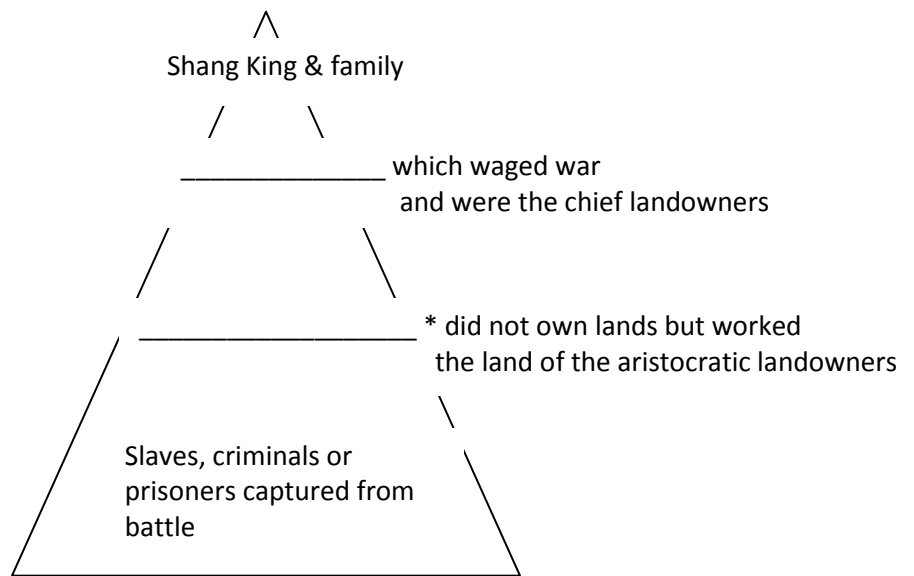 Shang King & family
______________ which waged war
and were the chief landowners
___________________ * did not own lands but worked
the land of the aristocratic landowners
Slaves, criminals or
prisoners captured from
battle